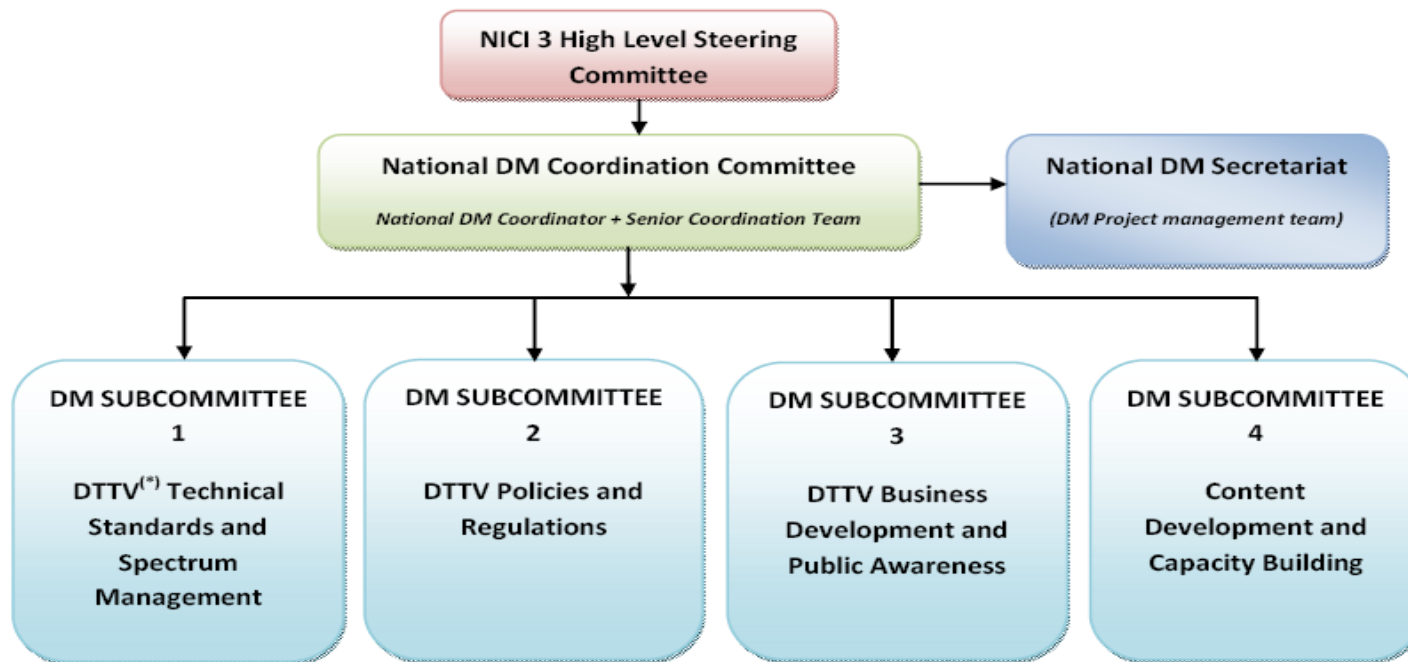 NICI 3 High Level Steering
Committee
National DM Coordination Committee
National DM Coordinator + Senior Coordination Team
National DM Secretariat
(DM Project management team)
DM SUBCOMMITTEE
1
DTTV(*) Technical
Standards and
Spectrum
Management
DM SUBCOMMITTEE
2
DTTV Policies and
Regulations
DM SUBCOMMITTEE
3
DTTV Business
Development and
Public Awareness
DM SUBCOMMITTEE
4
Content
Development and
Capacity Building